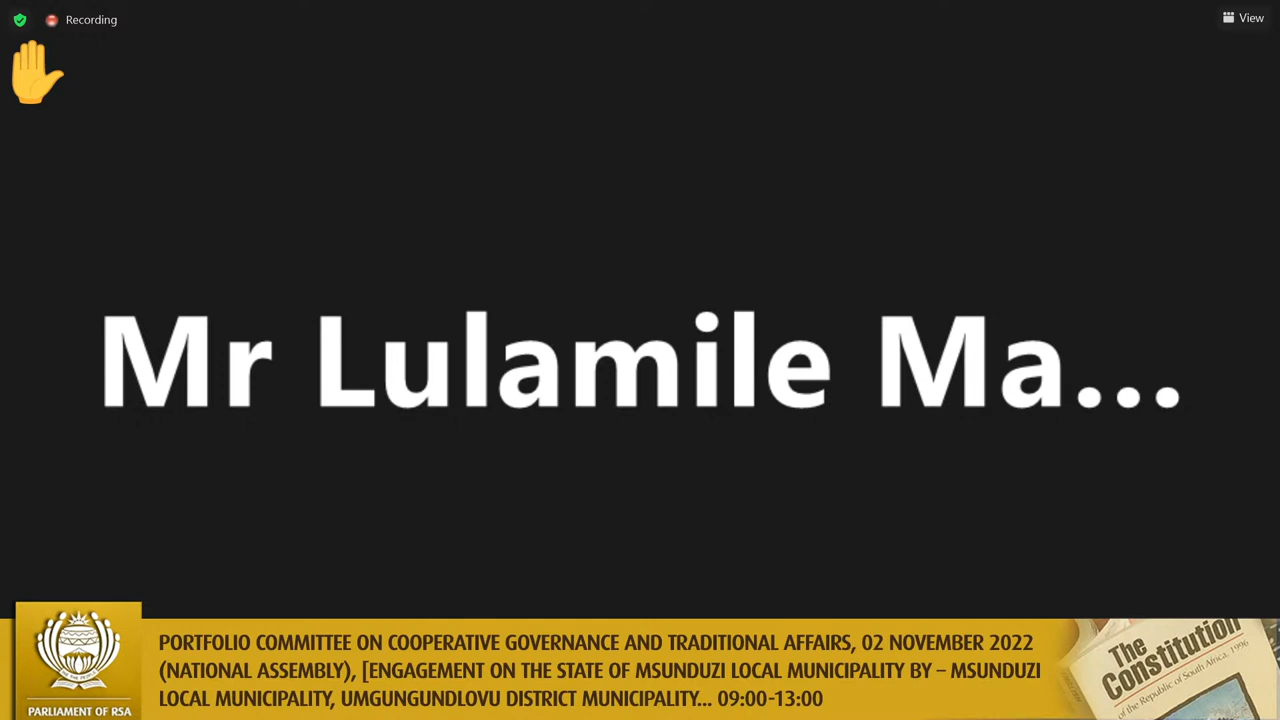 Recording
View
Mr Lulamile Ma...
PORTFOLIO COMMITTEE ON COOPERATIVE GOVERNANCE AND TRADITIONAL AFFAIRS, 02 NOVEMBER 2022
(NATIONAL ASSEMBLY), [ENGAGEMENT ON THE STATE OF MSUNDUZI LOCAL MUNICIPALITY BY – MSUNDUZI
LOCAL MUNICIPALITY, UMGUNGUNDLOVU DISTRICT MUNICIPALITY... 09:00-13:00
PARLIAMENT OF RSA
The
Constitution
of the Republic of South Africa, 1996